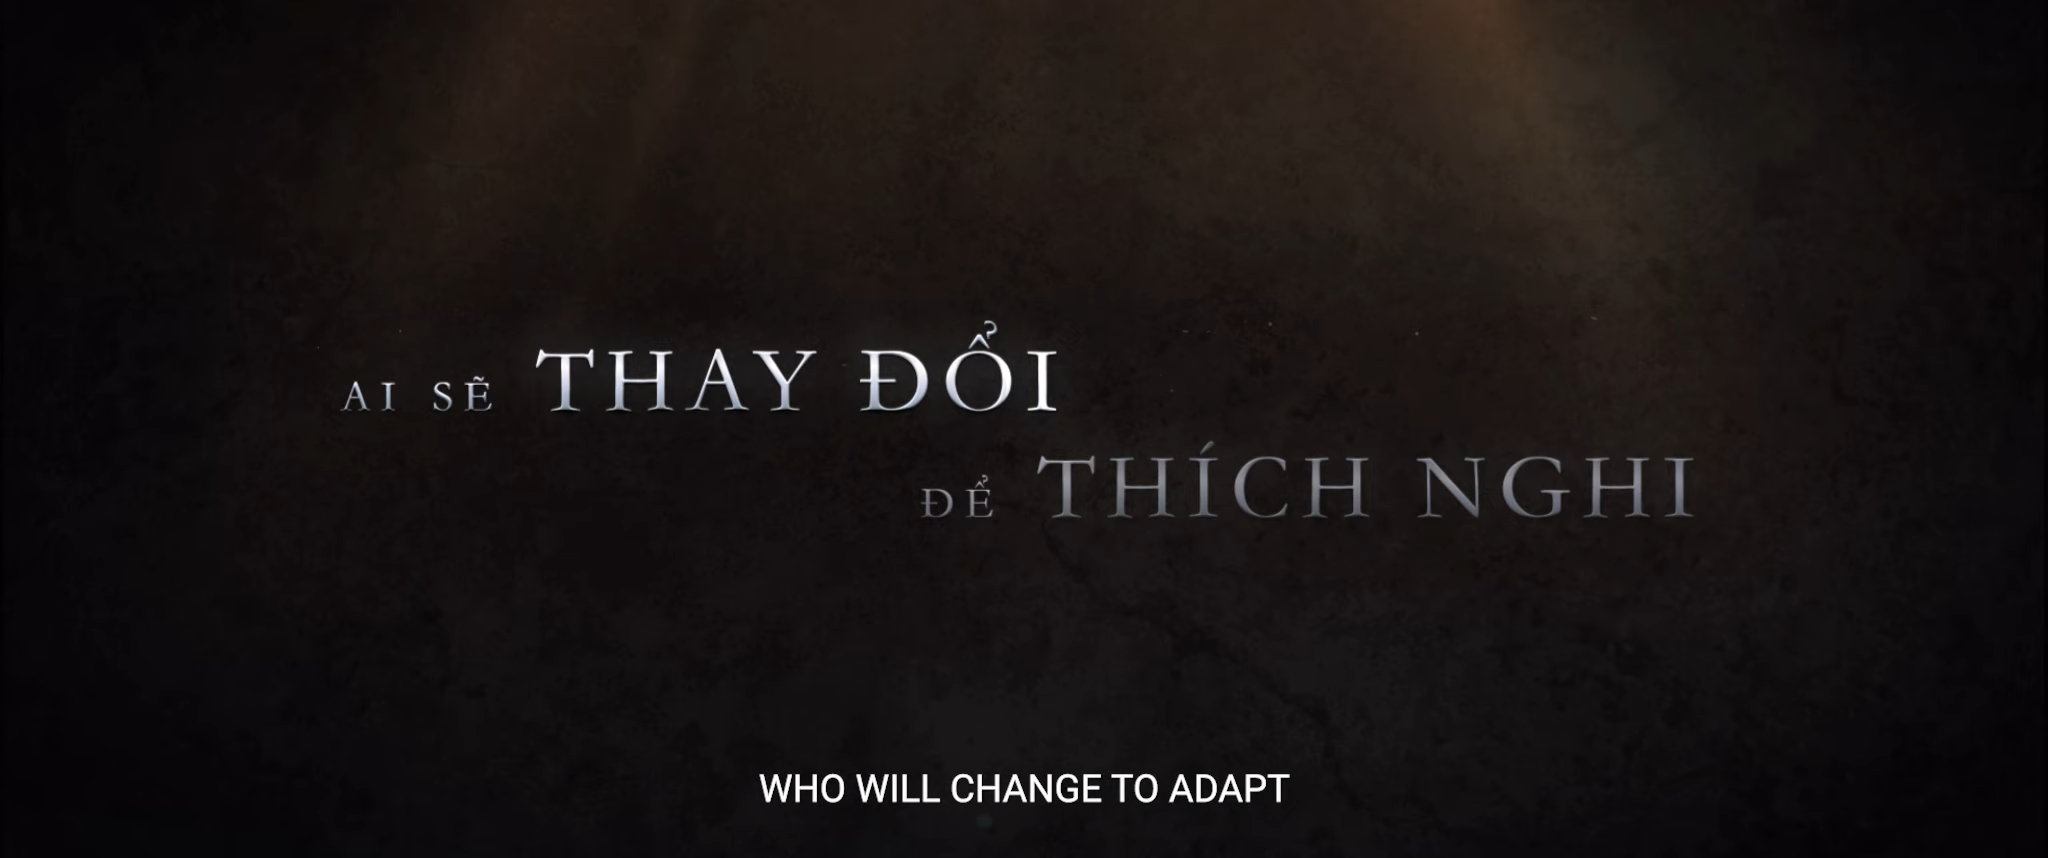 AI SẼ THAY ĐỔI
ĐỂ THÍCH NGHI
WHO WILL CHANGE TO ADAPT